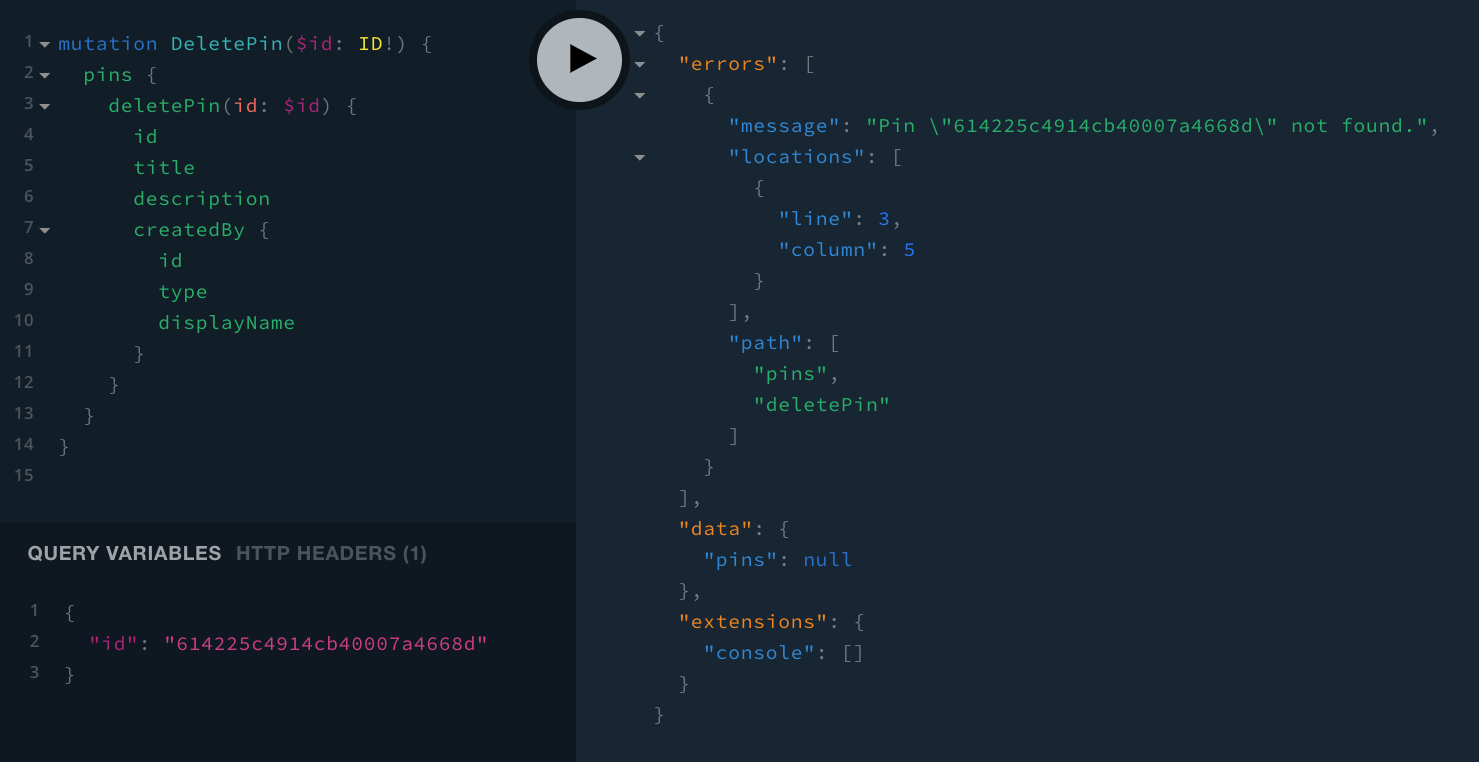 1 mutation DeletePin($id: ID!) {
2   pins {
3     deletePin(id: $id) {
4       id
5       title
6       description
7       createdBy {
8         id
9         type
10         displayName
11       }
12     }
13   }
14 }
15
QUERY VARIABLES HTTP HEADERS (1)
1 {
2   "id": "614225c4914cb40007a4668d"
3 }
{
  "errors": [
    {
      "message": "Pin \"614225c4914cb40007a4668d\" not found.",
      "locations": [
        {
          "line": 3,
          "column": 5
        }
      ],
      "path": [
        "pins",
        "deletePin"
      ]
    }
  ],
  "data": {
    "pins": null
  },
  "extensions": {
    "console": []
  }
}